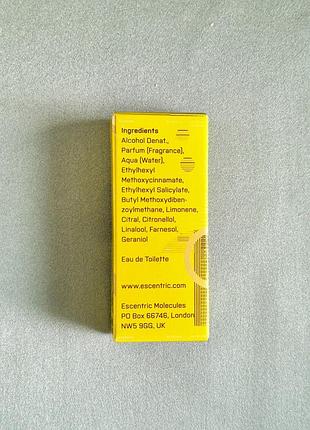 Ingredients
Alcohol Denat.,
Parfum (Fragrance),
Aqua (Water),
Ethylhexyl
Methoxycinnamate,
Ethylhexyl Salicylate,
Butyl Methoxydiben-
zoylmethane, Limonene,
Citral, Citronellol,
Linalool, Farnesol,
Geraniol
Eau de Toilette
www.escentric.com
Escentric Molecules
PO Box 66746, London
NW5 9GG, UK